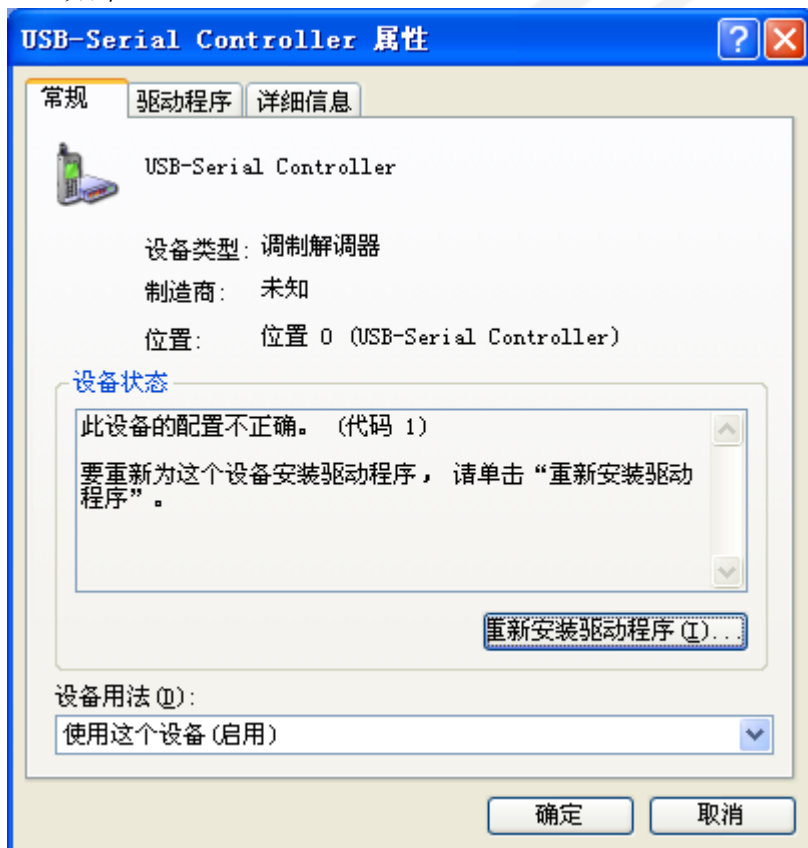 USB-Serial Controller 属性
常规 驱动程序 详细信息
USB-Serial Controller
设备类型: 调制解调器
制造商: 未知
位置: 位置 0 (USB-Serial Controller)
设备状态
此设备的配置不正确。 (代码 1)
要重新为这个设备安装驱动程序, 请单击“重新安装驱动
程序”。
重新安装驱动程序(I)...
设备用法(D):
使用这个设备(启用)
确定 取消